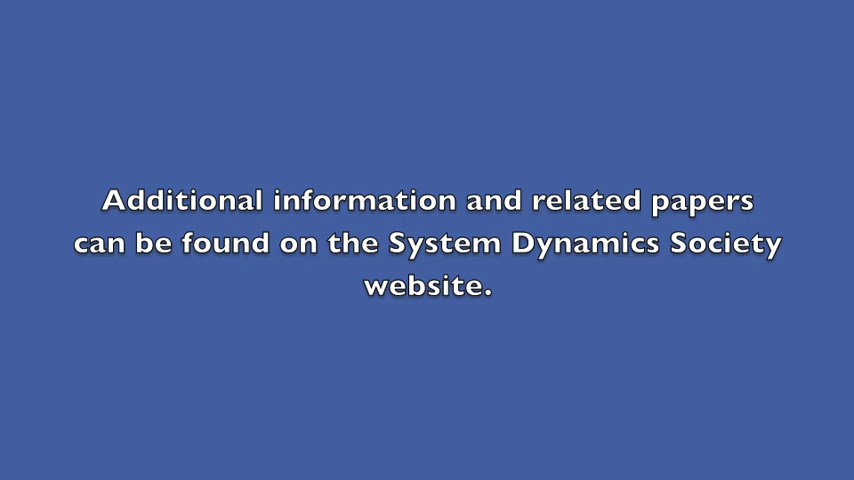 Additional information and related papers
can be found on the System Dynamics Society
website.